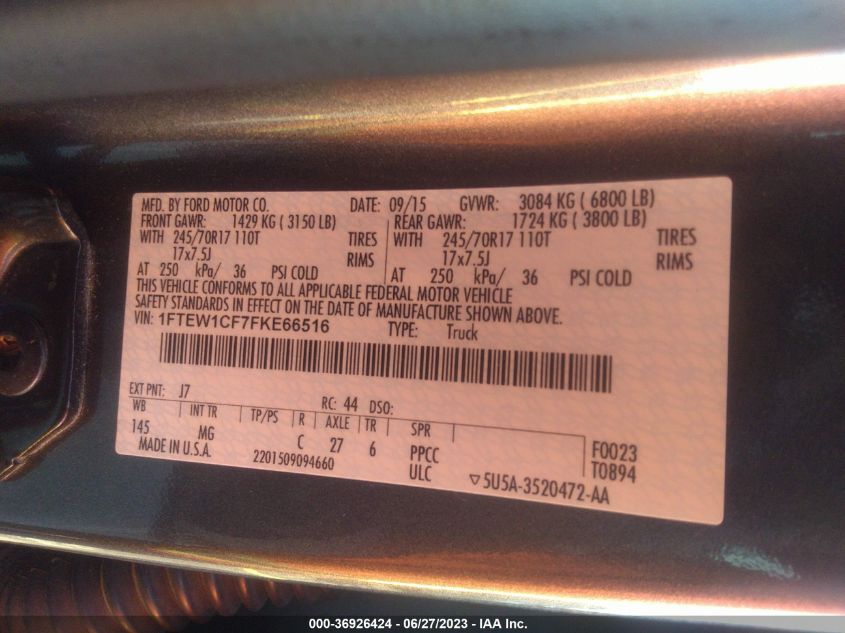 MFD. BY FORD MOTOR CO. DATE: 09/15 GVWR: 3084 KG ( 6800 LB)
FRONT GAWR: 1429 KG ( 3150 LB) REAR GAWR: 1724 KG ( 3800 LB)
WITH 245/70R17 110T TIRES WITH 245/70R17 110T TIRES
17x7.5J RIMS 17x7.5J RIMS
AT 250 kPa/ 36 PSI COLD AT 250 kPa/ 36 PSI COLD
THIS VEHICLE CONFORMS TO ALL APPLICABLE FEDERAL MOTOR VEHICLE
SAFETY STANDARDS IN EFFECT ON THE DATE OF MANUFACTURE SHOWN ABOVE.
VIN: 1FTEW1CF7FKE66516 TYPE: Truck
EXT PNT: J7 RC: 44 DSO:
WB INT TR TP/PS R AXLE TR SPR
145 MG C 27 6 PPCC F0023
MADE IN U.S.A. 2201509094660 ULC T0894
▽5U5A-3520472-AA
000-36926424 - 06/27/2023 - IAA Inc.